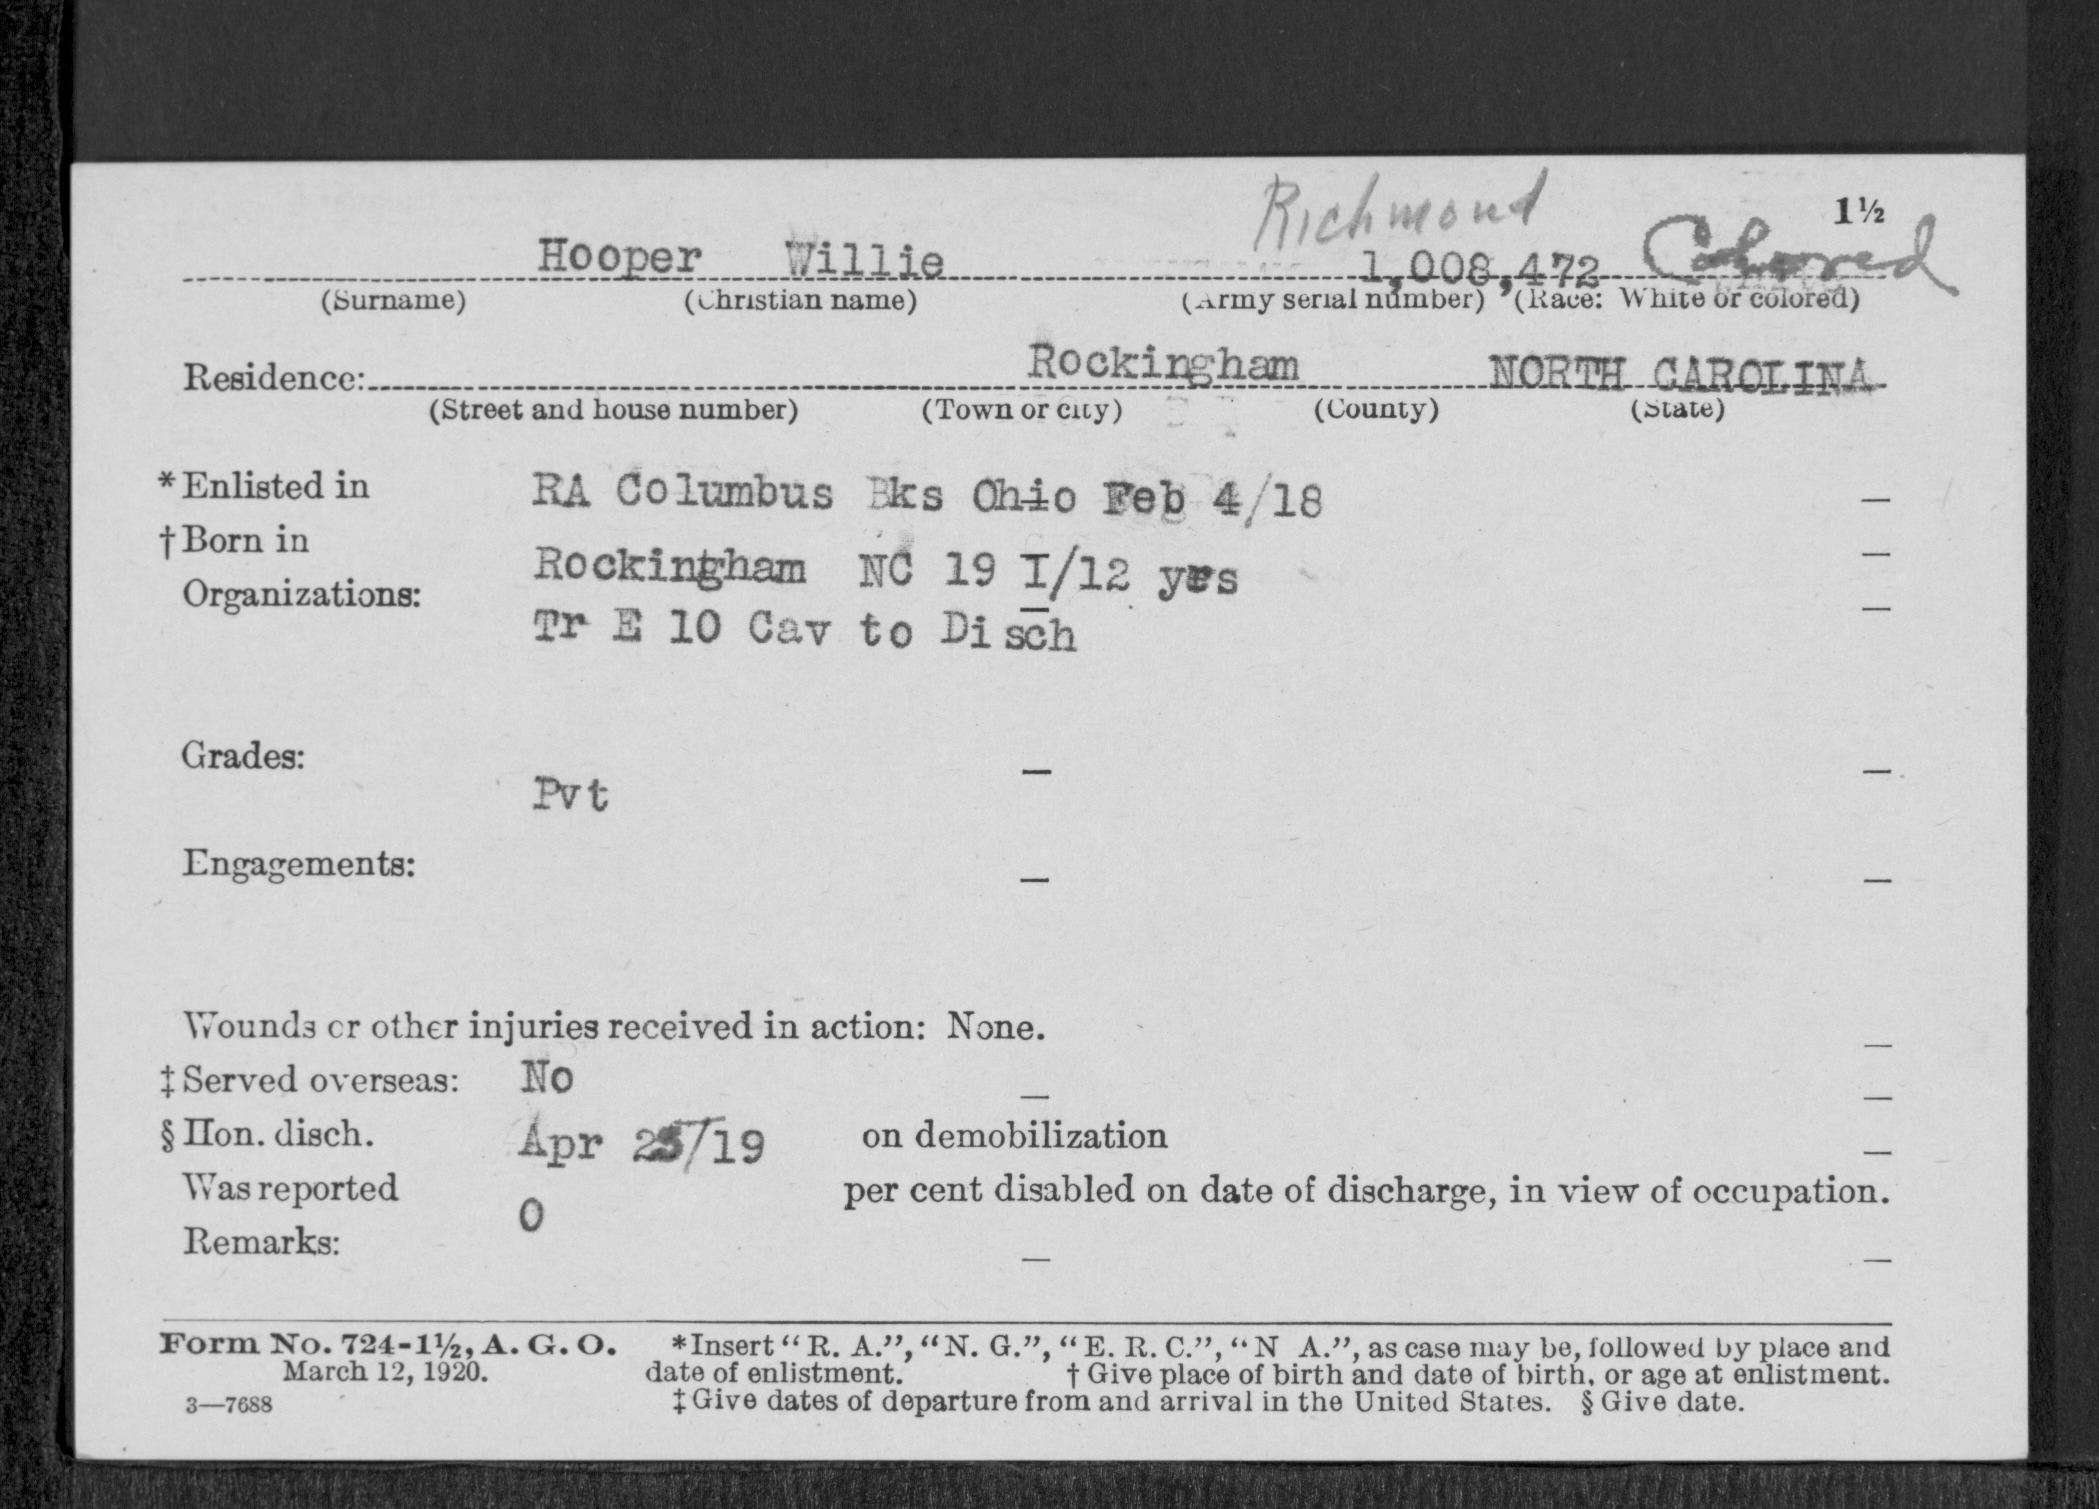 Richmond
1½
Hooper Willie 1,008,472 Colored
(Surname) (Christian name) (Army serial number) (Race: White or colored)
Residence: Rockingham NORTH CAROLINA
(Street and house number) (Town or city) (County) (State)
*Enlisted in RA Columbus Bks Ohio Feb 4/18
†Born in Rockingham NC 19 I/12 yrs
Organizations: Tr E 10 Cav to Disch
Grades: Pvt
Engagements:
Wounds or other injuries received in action: None.
‡Served overseas: No
§Hon. disch. Apr 25/19 on demobilization
Was reported 0 per cent disabled on date of discharge, in view of occupation.
Remarks:
Form No. 724-1½, A. G. O. *Insert "R. A.", "N. G.", "E. R. C.", "N A.", as case may be, followed by place and
March 12, 1920. date of enlistment. †Give place of birth and date of birth, or age at enlistment.
3—7688 ‡Give dates of departure from and arrival in the United States. §Give date.